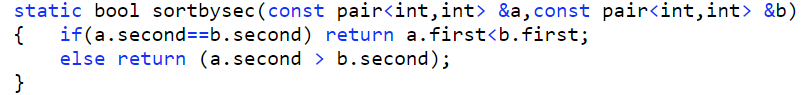 static bool sortbysec(const pair<int,int> &a,const pair<int,int> &b)
{   if(a.second==b.second) return a.first<b.first;
    else return (a.second > b.second);
}